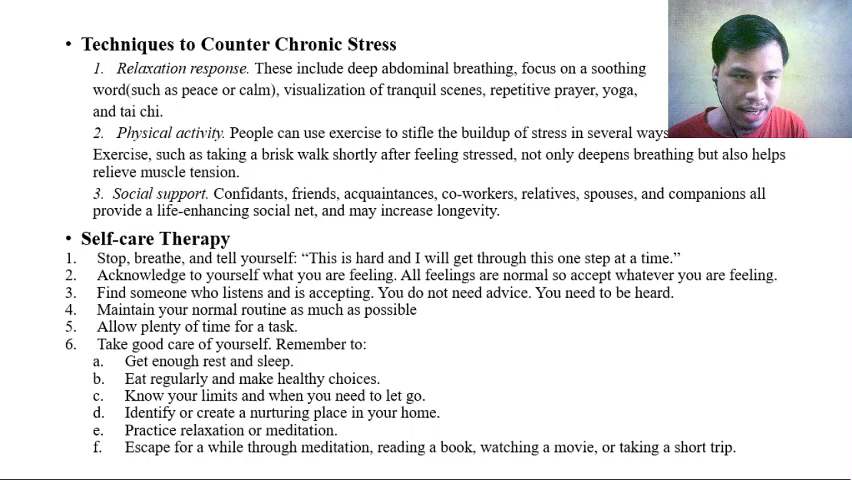 • Techniques to Counter Chronic Stress
1. Relaxation response. These include deep abdominal breathing, focus on a soothing
word(such as peace or calm), visualization of tranquil scenes, repetitive prayer, yoga,
and tai chi.
2. Physical activity. People can use exercise to stifle the buildup of stress in several ways
Exercise, such as taking a brisk walk shortly after feeling stressed, not only deepens breathing but also helps
relieve muscle tension.
3. Social support. Confidants, friends, acquaintances, co-workers, relatives, spouses, and companions all
provide a life-enhancing social net, and may increase longevity.
• Self-care Therapy
1. Stop, breathe, and tell yourself: “This is hard and I will get through this one step at a time.”
2. Acknowledge to yourself what you are feeling. All feelings are normal so accept whatever you are feeling.
3. Find someone who listens and is accepting. You do not need advice. You need to be heard.
4. Maintain your normal routine as much as possible
5. Allow plenty of time for a task.
6. Take good care of yourself. Remember to:
a. Get enough rest and sleep.
b. Eat regularly and make healthy choices.
c. Know your limits and when you need to let go.
d. Identify or create a nurturing place in your home.
e. Practice relaxation or meditation.
f. Escape for a while through meditation, reading a book, watching a movie, or taking a short trip.